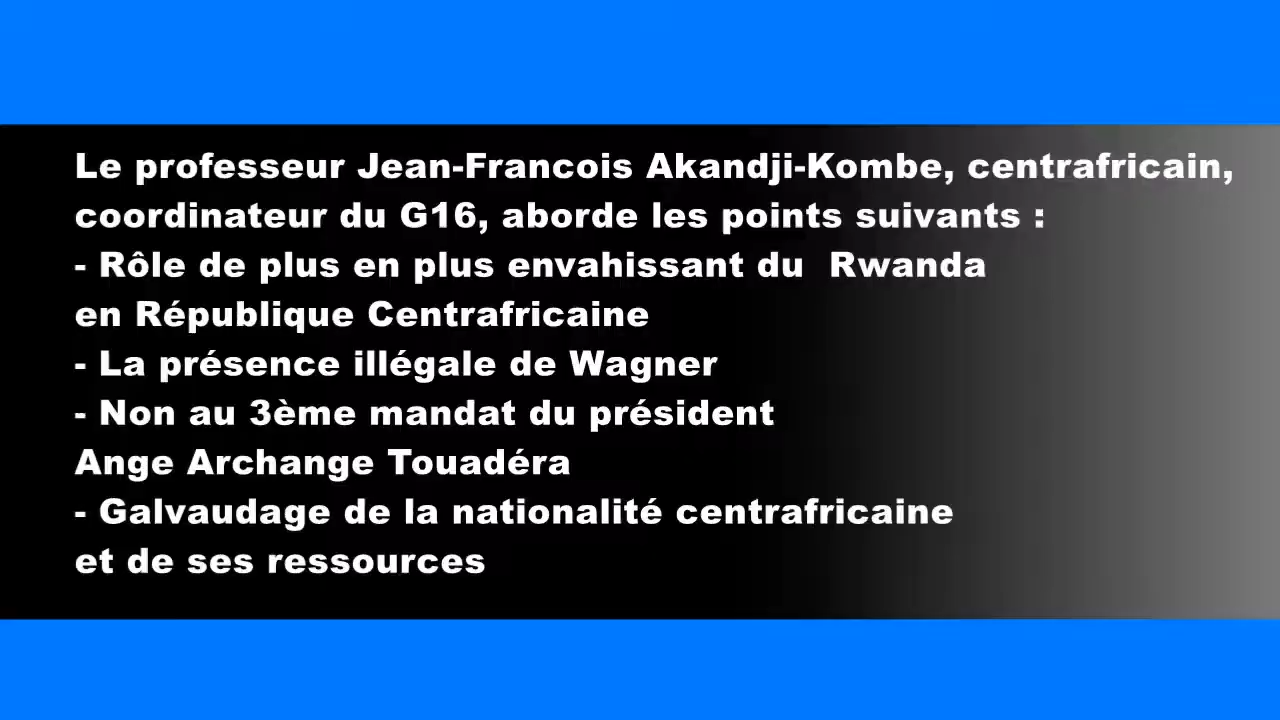 Le professeur Jean-Francois Akandji-Kombe, centrafricain,
coordinateur du G16, aborde les points suivants :
- Rôle de plus en plus envahissant du  Rwanda
en République Centrafricaine
- La présence illégale de Wagner
- Non au 3ème mandat du président
Ange Archange Touadéra
- Galvaudage de la nationalité centrafricaine
et de ses ressources